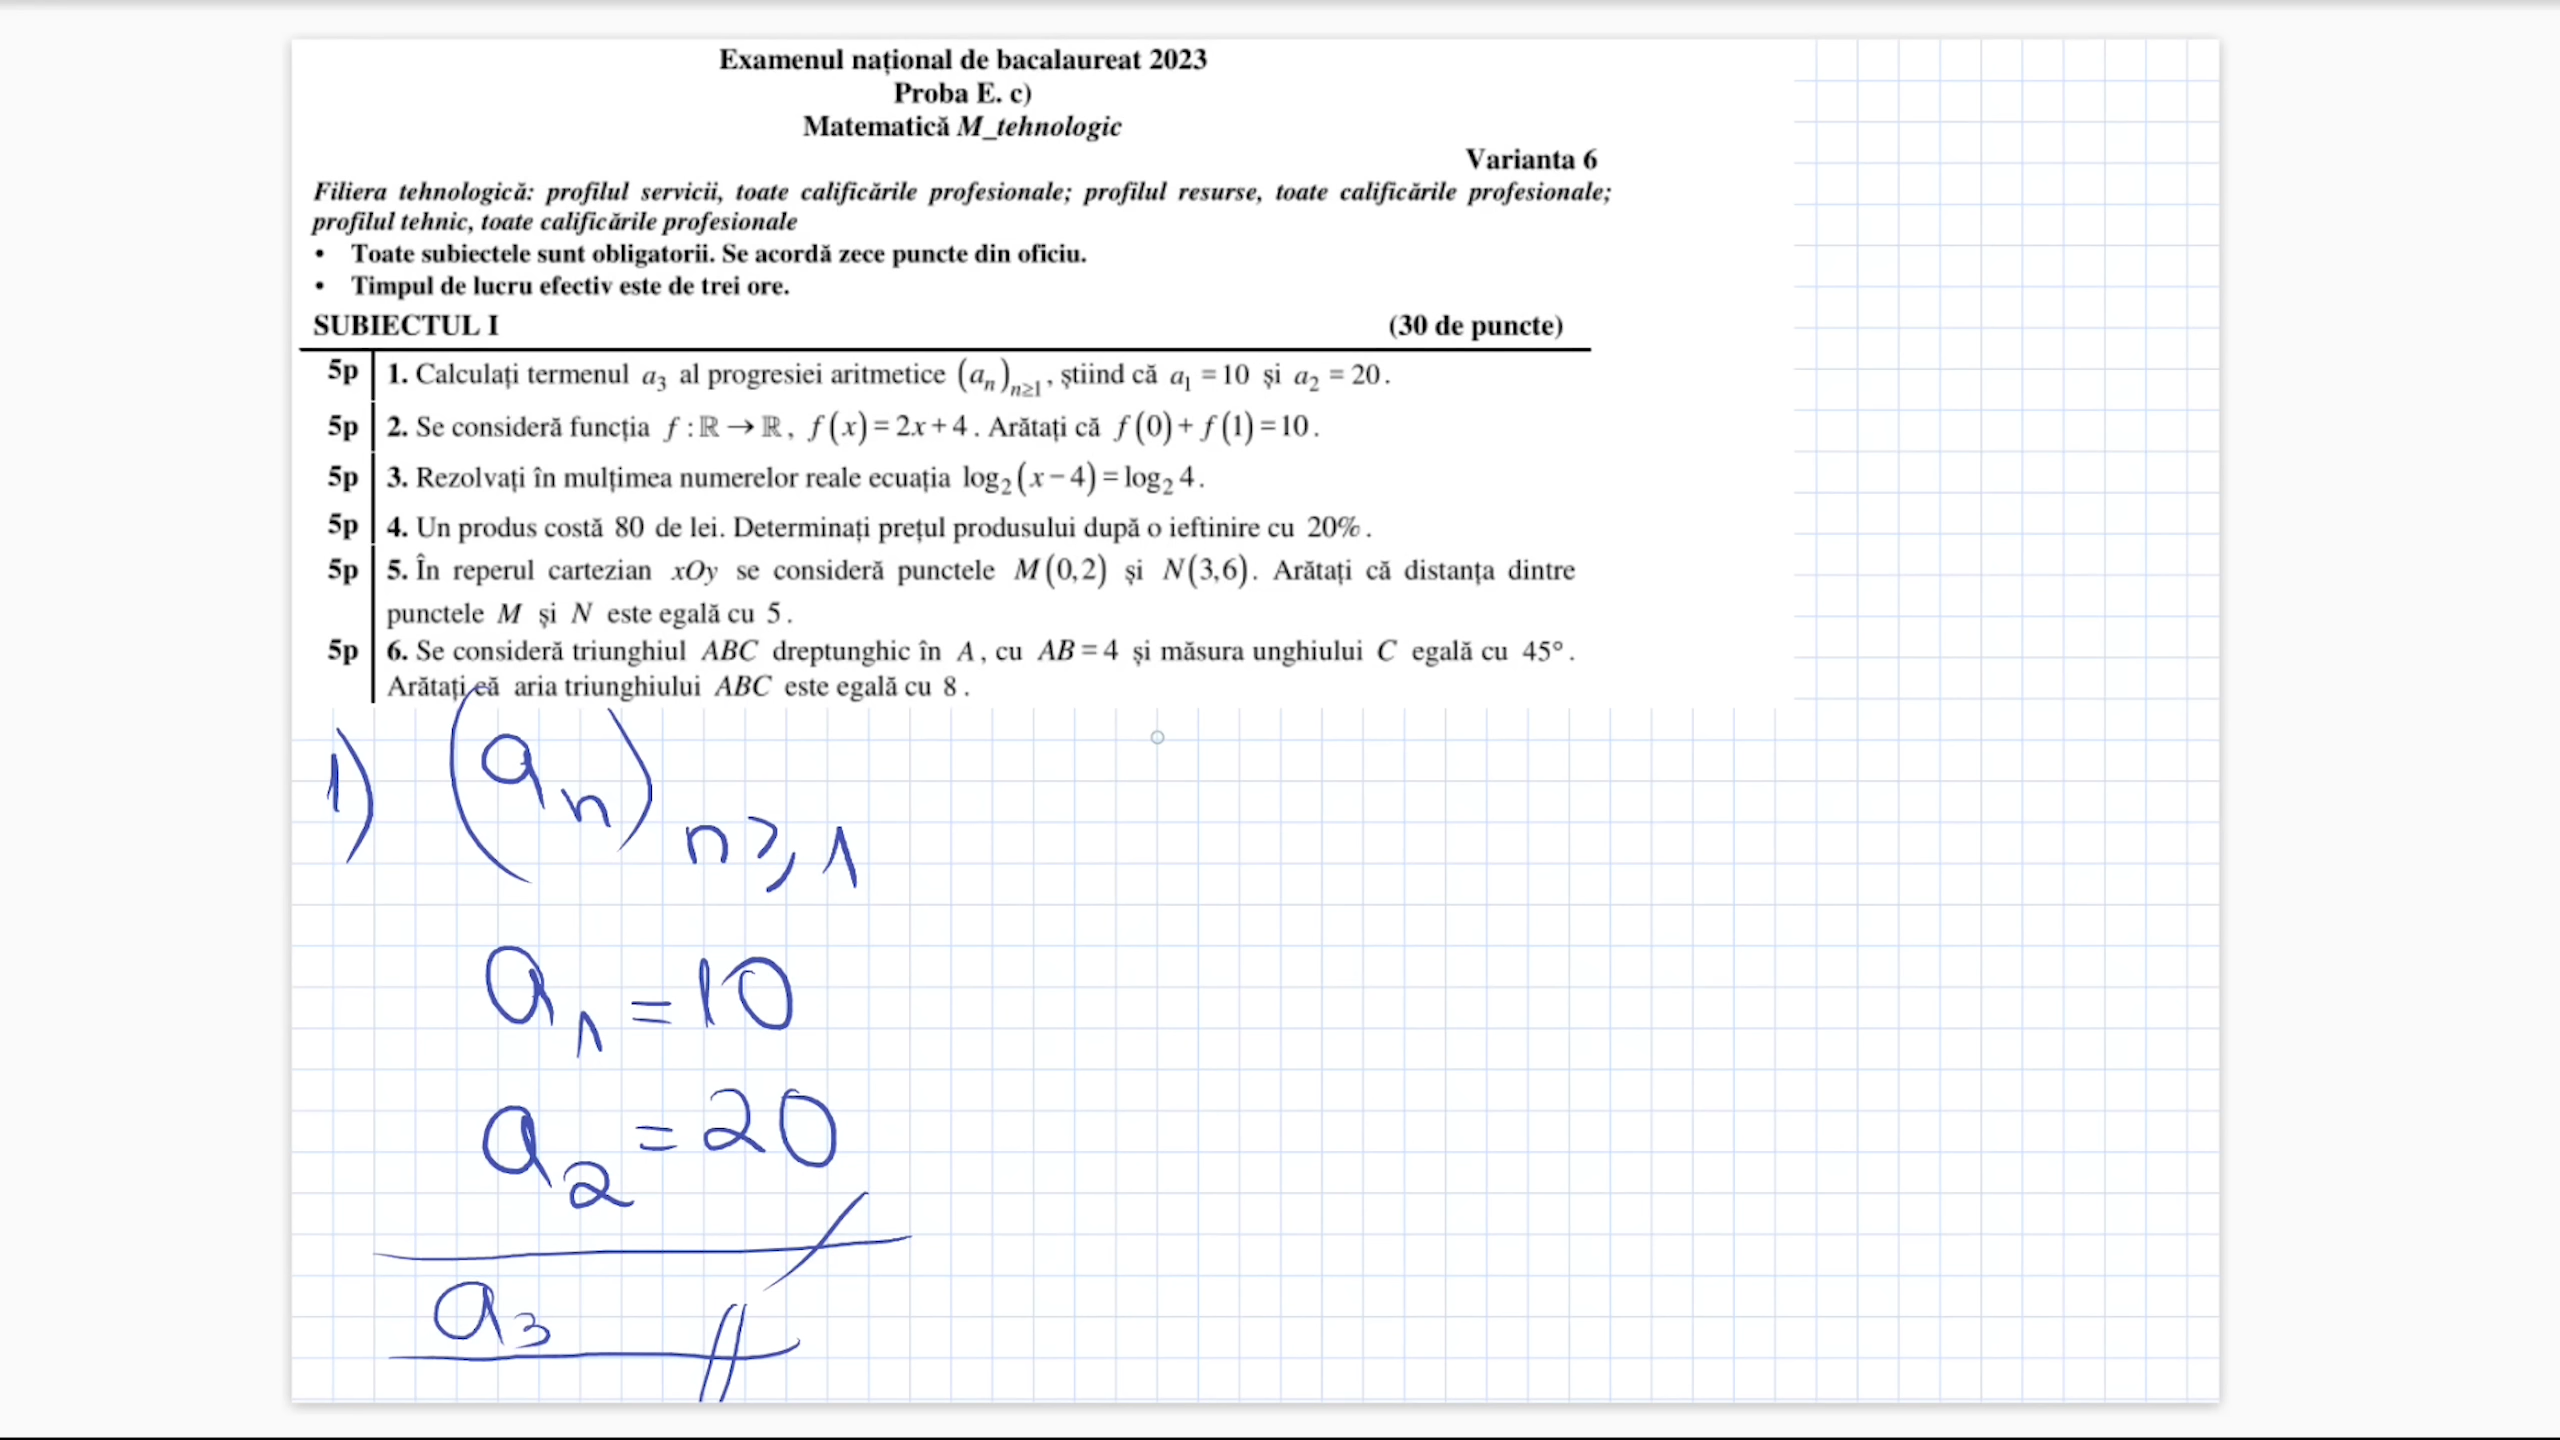 Examenul național de bacalaureat 2023
Proba E. c)
Matematică M_tehnologic
Varianta 6
Filiera tehnologică: profilul servicii, toate calificările profesionale; profilul resurse, toate calificările profesionale;
profilul tehnic, toate calificările profesionale
• Toate subiectele sunt obligatorii. Se acordă zece puncte din oficiu.
• Timpul de lucru efectiv este de trei ore.
SUBIECTUL I (30 de puncte)
5p 1. Calculați termenul a₃ al progresiei aritmetice (aₙ)ₙ≥₁, știind că a₁ = 10 și a₂ = 20.
5p 2. Se consideră funcția f : ℝ → ℝ, f(x) = 2x + 4. Arătați că f(0) + f(1) = 10.
5p 3. Rezolvați în mulțimea numerelor reale ecuația log₂(x − 4) = log₂ 4.
5p 4. Un produs costă 80 de lei. Determinați prețul produsului după o ieftinire cu 20%.
5p 5. În reperul cartezian xOy se consideră punctele M(0,2) și N(3,6). Arătați că distanța dintre
punctele M și N este egală cu 5.
5p 6. Se consideră triunghiul ABC dreptunghic în A, cu AB = 4 și măsura unghiului C egală cu 45°.
Arătați că aria triunghiului ABC este egală cu 8.
1) (aₙ)ₙ≥₁
a₁ = 10
a₂ = 20
a₃